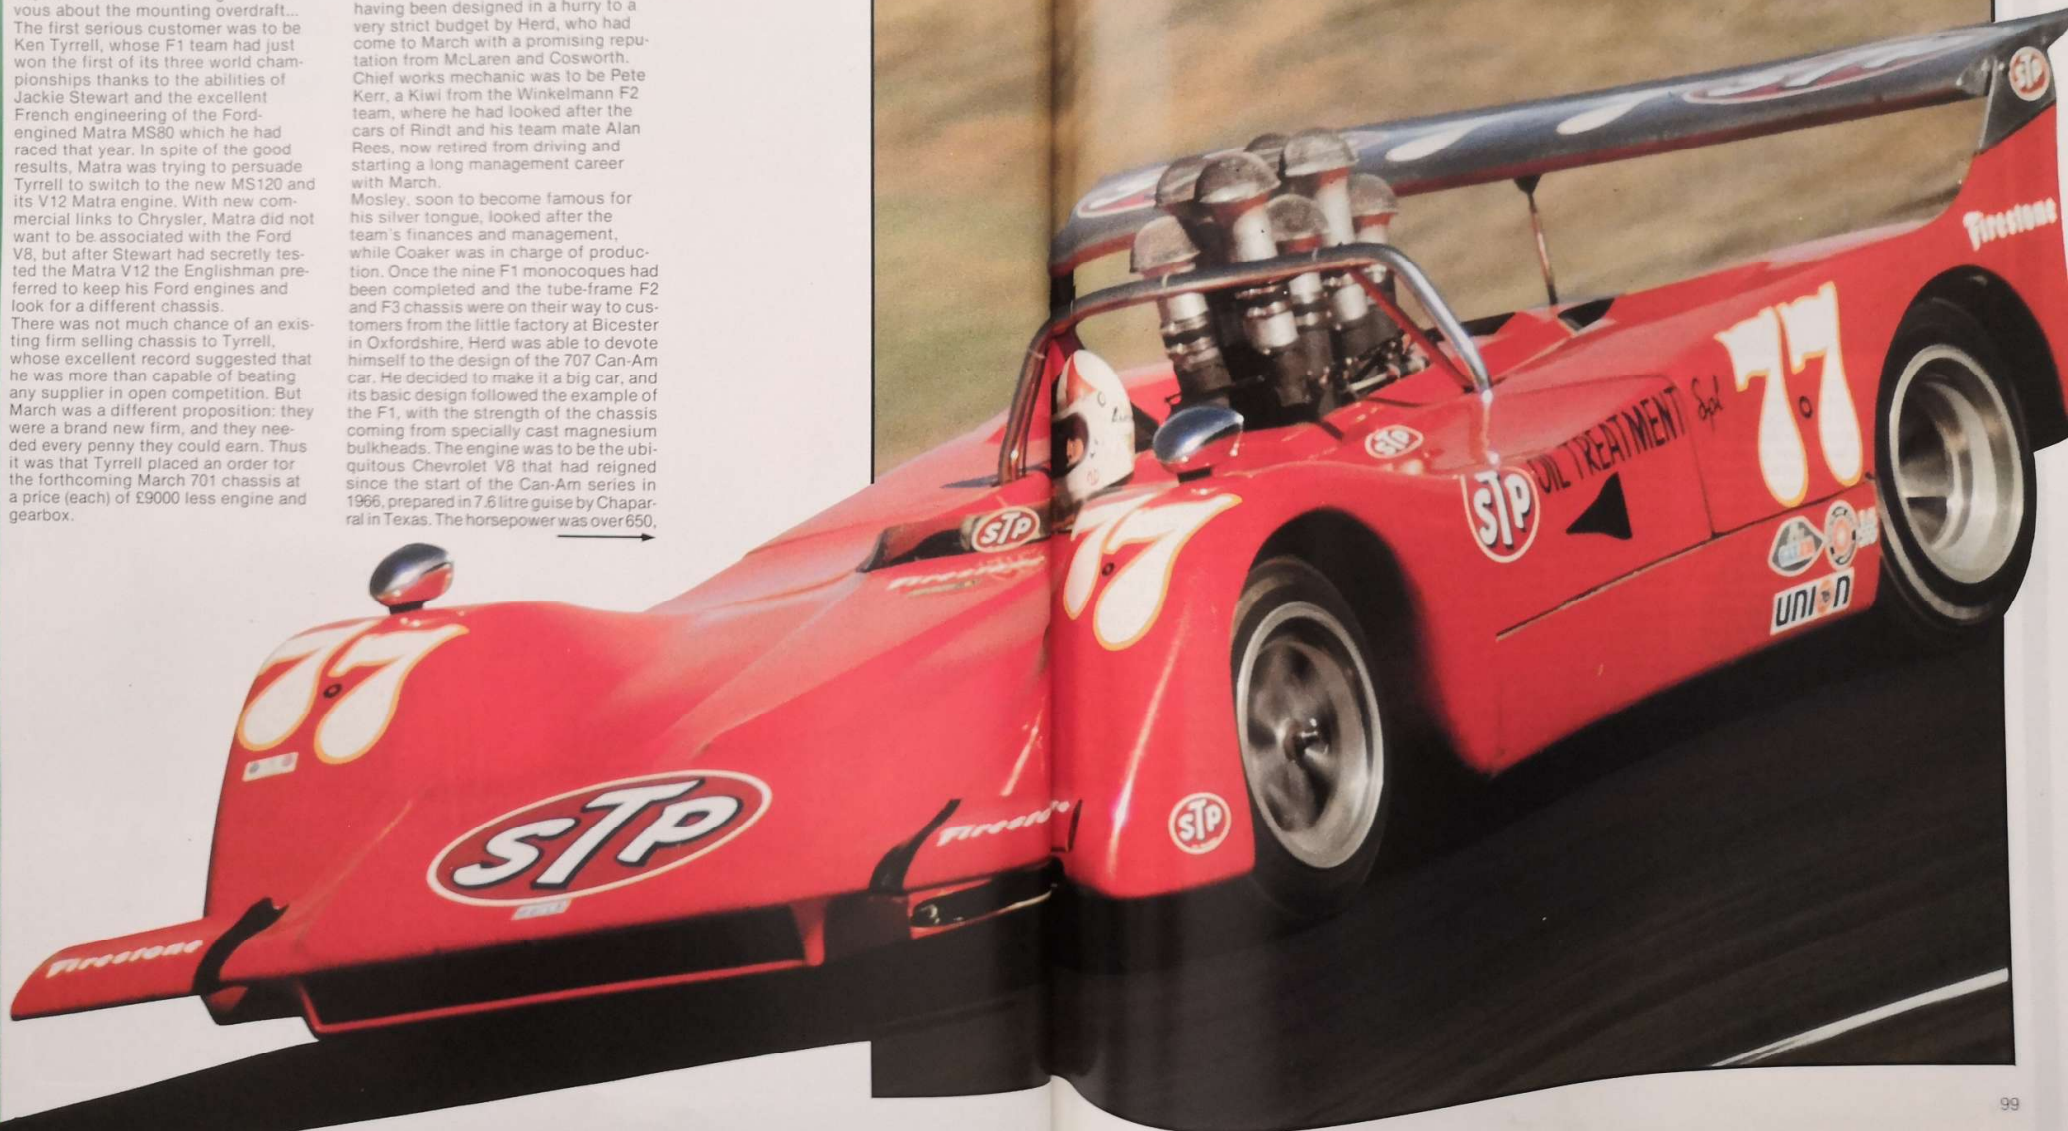 vous about the mounting overdraft...
The first serious customer was to be
Ken Tyrrell, whose F1 team had just
won the first of its three world cham-
pionships thanks to the abilities of
Jackie Stewart and the excellent
French engineering of the Ford-
engined Matra MS80 which he had
raced that year. In spite of the good
results, Matra was trying to persuade
Tyrrell to switch to the new MS120 and
its V12 Matra engine. With new com-
mercial links to Chrysler, Matra did not
want to be associated with the Ford
V8, but after Stewart had secretly tes-
ted the Matra V12 the Englishman pre-
ferred to keep his Ford engines and
look for a different chassis.
There was not much chance of an exis-
ting firm selling chassis to Tyrrell,
whose excellent record suggested that
he was more than capable of beating
any supplier in open competition. But
March was a different proposition: they
were a brand new firm, and they nee-
ded every penny they could earn. Thus
it was that Tyrrell placed an order for
the forthcoming March 701 chassis at
a price (each) of £9000 less engine and
gearbox.
having been designed in a hurry to a
very strict budget by Herd, who had
come to March with a promising repu-
tation from McLaren and Cosworth.
Chief works mechanic was to be Pete
Kerr, a Kiwi from the Winkelmann F2
team, where he had looked after the
cars of Rindt and his team mate Alan
Rees, now retired from driving and
starting a long management career
with March.
Mosley, soon to become famous for
his silver tongue, looked after the
team's finances and management,
while Coaker was in charge of produc-
tion. Once the nine F1 monocoques had
been completed and the tube-frame F2
and F3 chassis were on their way to cus-
tomers from the little factory at Bicester
in Oxfordshire, Herd was able to devote
himself to the design of the 707 Can-Am
car. He decided to make it a big car, and
its basic design followed the example of
the F1, with the strength of the chassis
coming from specially cast magnesium
bulkheads. The engine was to be the ubi-
quitous Chevrolet V8 that had reigned
since the start of the Can-Am series in
1966, prepared in 7.6 litre guise by Chapar-
ral in Texas. The horsepower was over 650,
STP
Firestone
77
STP
STP
OIL TREATMENT Spl
UNION
STP
Firestone
77
77
STP
Firestone
STP
Firestone
99